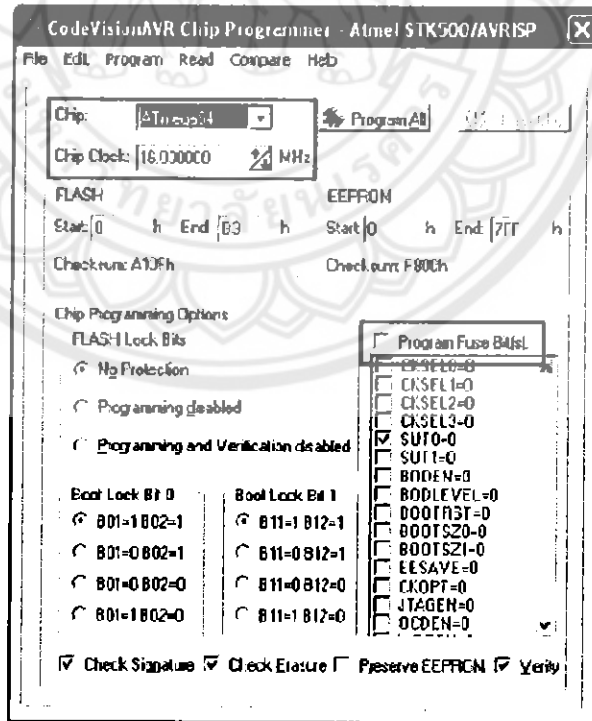 CodeVisionAVR Chip Programmer - Atmel STK500/AVRISP
File Edit Program Read Compare Help
Chip: ATmega64
Program All
Chip Clock: 16.000000 MHz
FLASH
EEPROM
Start: 0 h End: B3 h
Start: 0 h End: 7FF h
Checksum: A10Fh
Checksum: F800h
Chip Programming Options
FLASH Lock Bits
No Protection
Programming disabled
Programming and Verification disabled
Program Fuse Bit(s):
CKSEL0=0
CKSEL1=0
CKSEL2=0
CKSEL3=0
SUT0=0
SUT1=0
BODEN=0
BODLEVEL=0
BOOTRST=0
BOOTSZ0=0
BOOTSZ1=0
EESAVE=0
CKOPT=0
JTAGEN=0
OCDEN=0
Boot Lock Bit 0
B01=1 B02=1
B01=0 B02=1
B01=0 B02=0
B01=1 B02=0
Boot Lock Bit 1
B11=1 B12=1
B11=0 B12=1
B11=0 B12=0
B11=1 B12=0
Check Signature Check Erasure Preserve EEPROM Verify